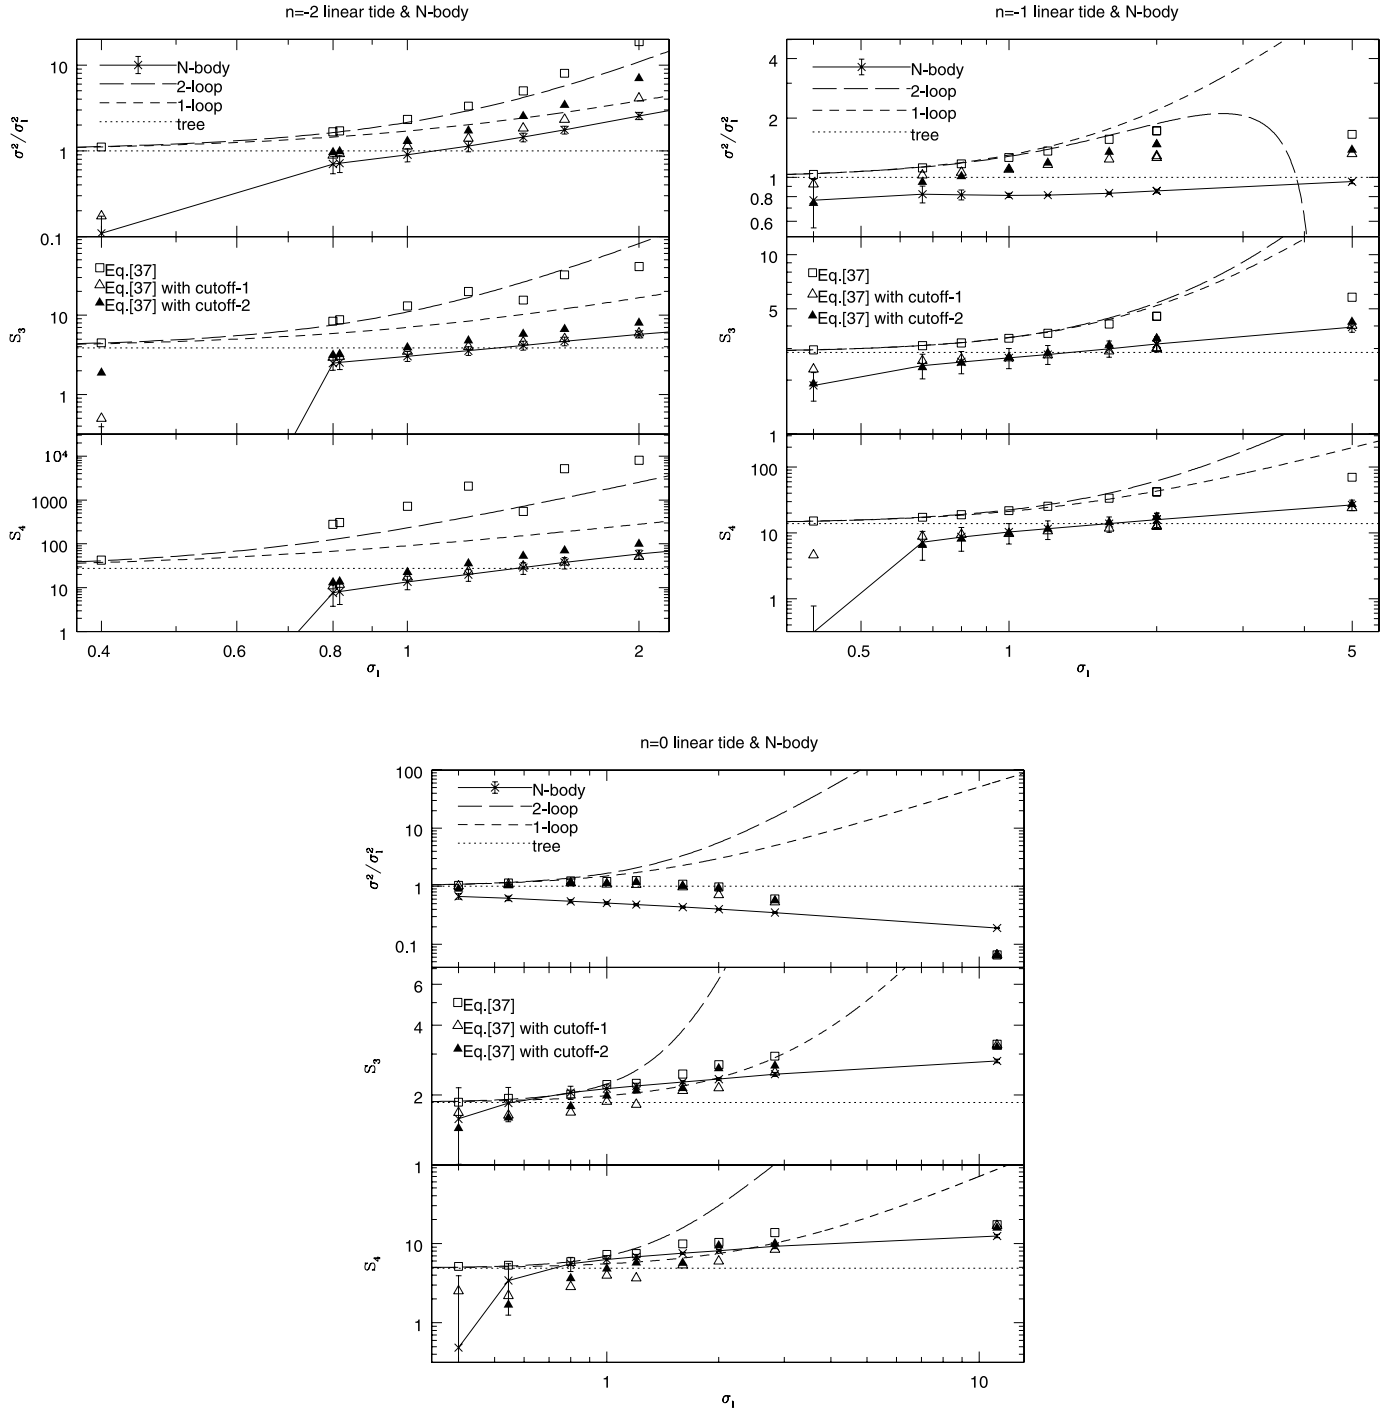 n=-2 linear tide & N-body
σ²/σₗ²
10
1
0.1
N-body
2-loop
1-loop
tree
S₃
10
1
Eq.[37]
Eq.[37] with cutoff-1
Eq.[37] with cutoff-2
S₄
10⁴
1000
100
10
1
0.4
0.6
0.8
1
2
σₗ
n=-1 linear tide & N-body
σ²/σₗ²
4
2
1
0.8
0.6
N-body
2-loop
1-loop
tree
S₃
10
5
1
Eq.[37]
Eq.[37] with cutoff-1
Eq.[37] with cutoff-2
S₄
100
10
1
0.5
1
5
σₗ
n=0 linear tide & N-body
σ²/σₗ²
100
10
1
0.1
N-body
2-loop
1-loop
tree
S₃
6
4
2
1
Eq.[37]
Eq.[37] with cutoff-1
Eq.[37] with cutoff-2
S₄
10
1
1
10
σₗ